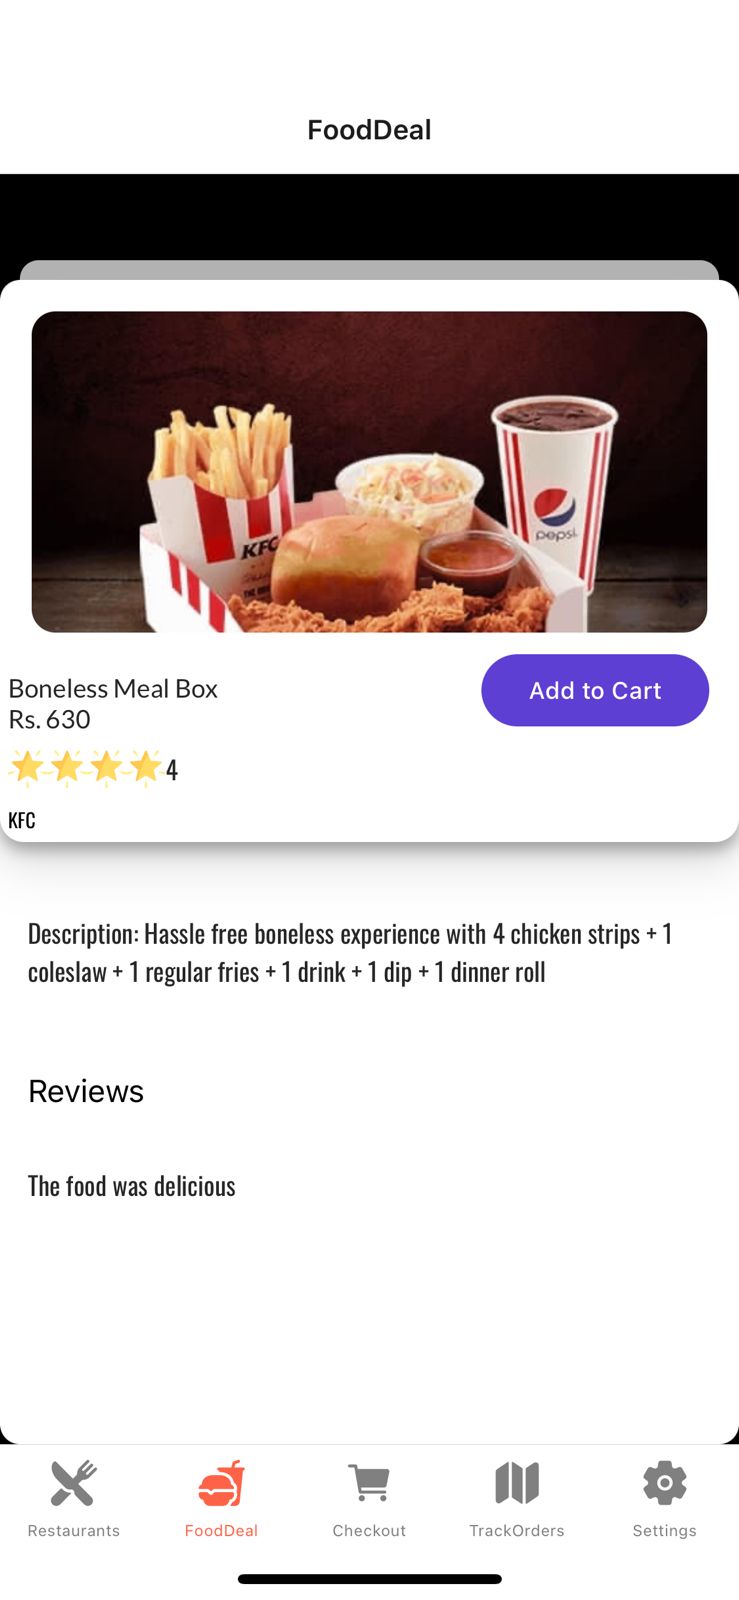 FoodDeal
KFC
pepsi
Boneless Meal Box
Add to Cart
Rs. 630
4
KFC
Description: Hassle free boneless experience with 4 chicken strips + 1
coleslaw + 1 regular fries + 1 drink + 1 dip + 1 dinner roll
Reviews
The food was delicious
Restaurants
FoodDeal
Checkout
TrackOrders
Settings